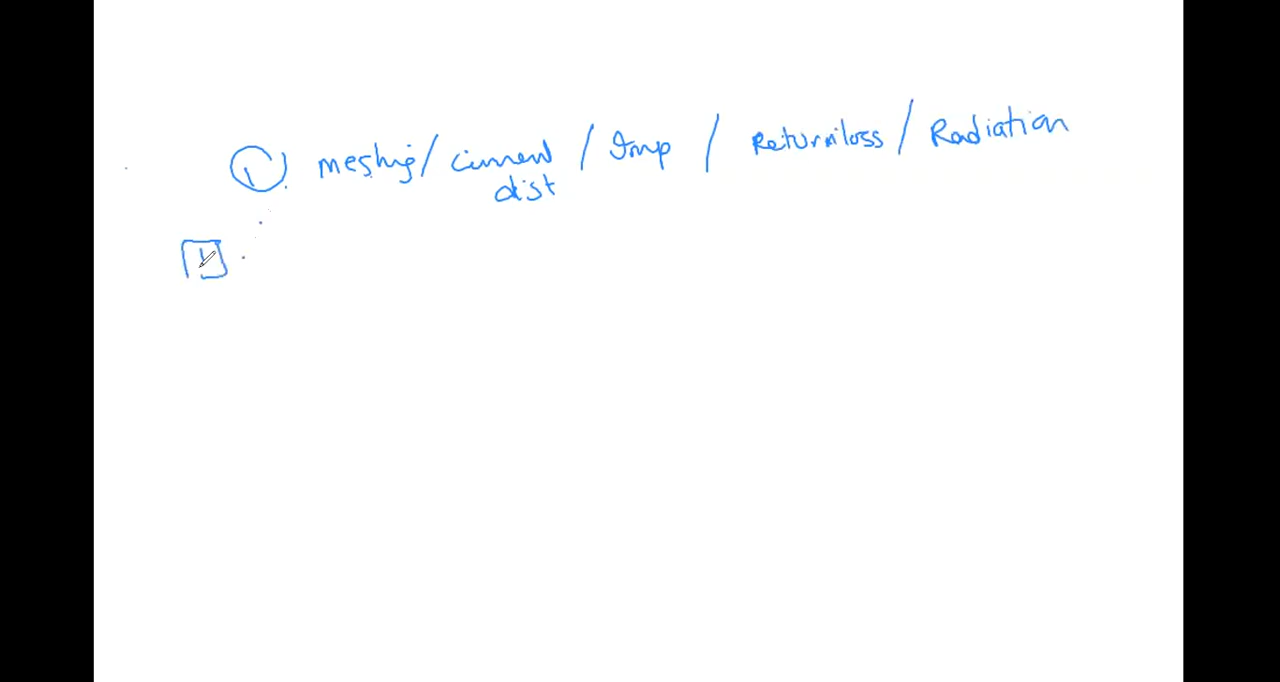 1) meshing / Current / Imp / Returnloss / Radiation
dist
1